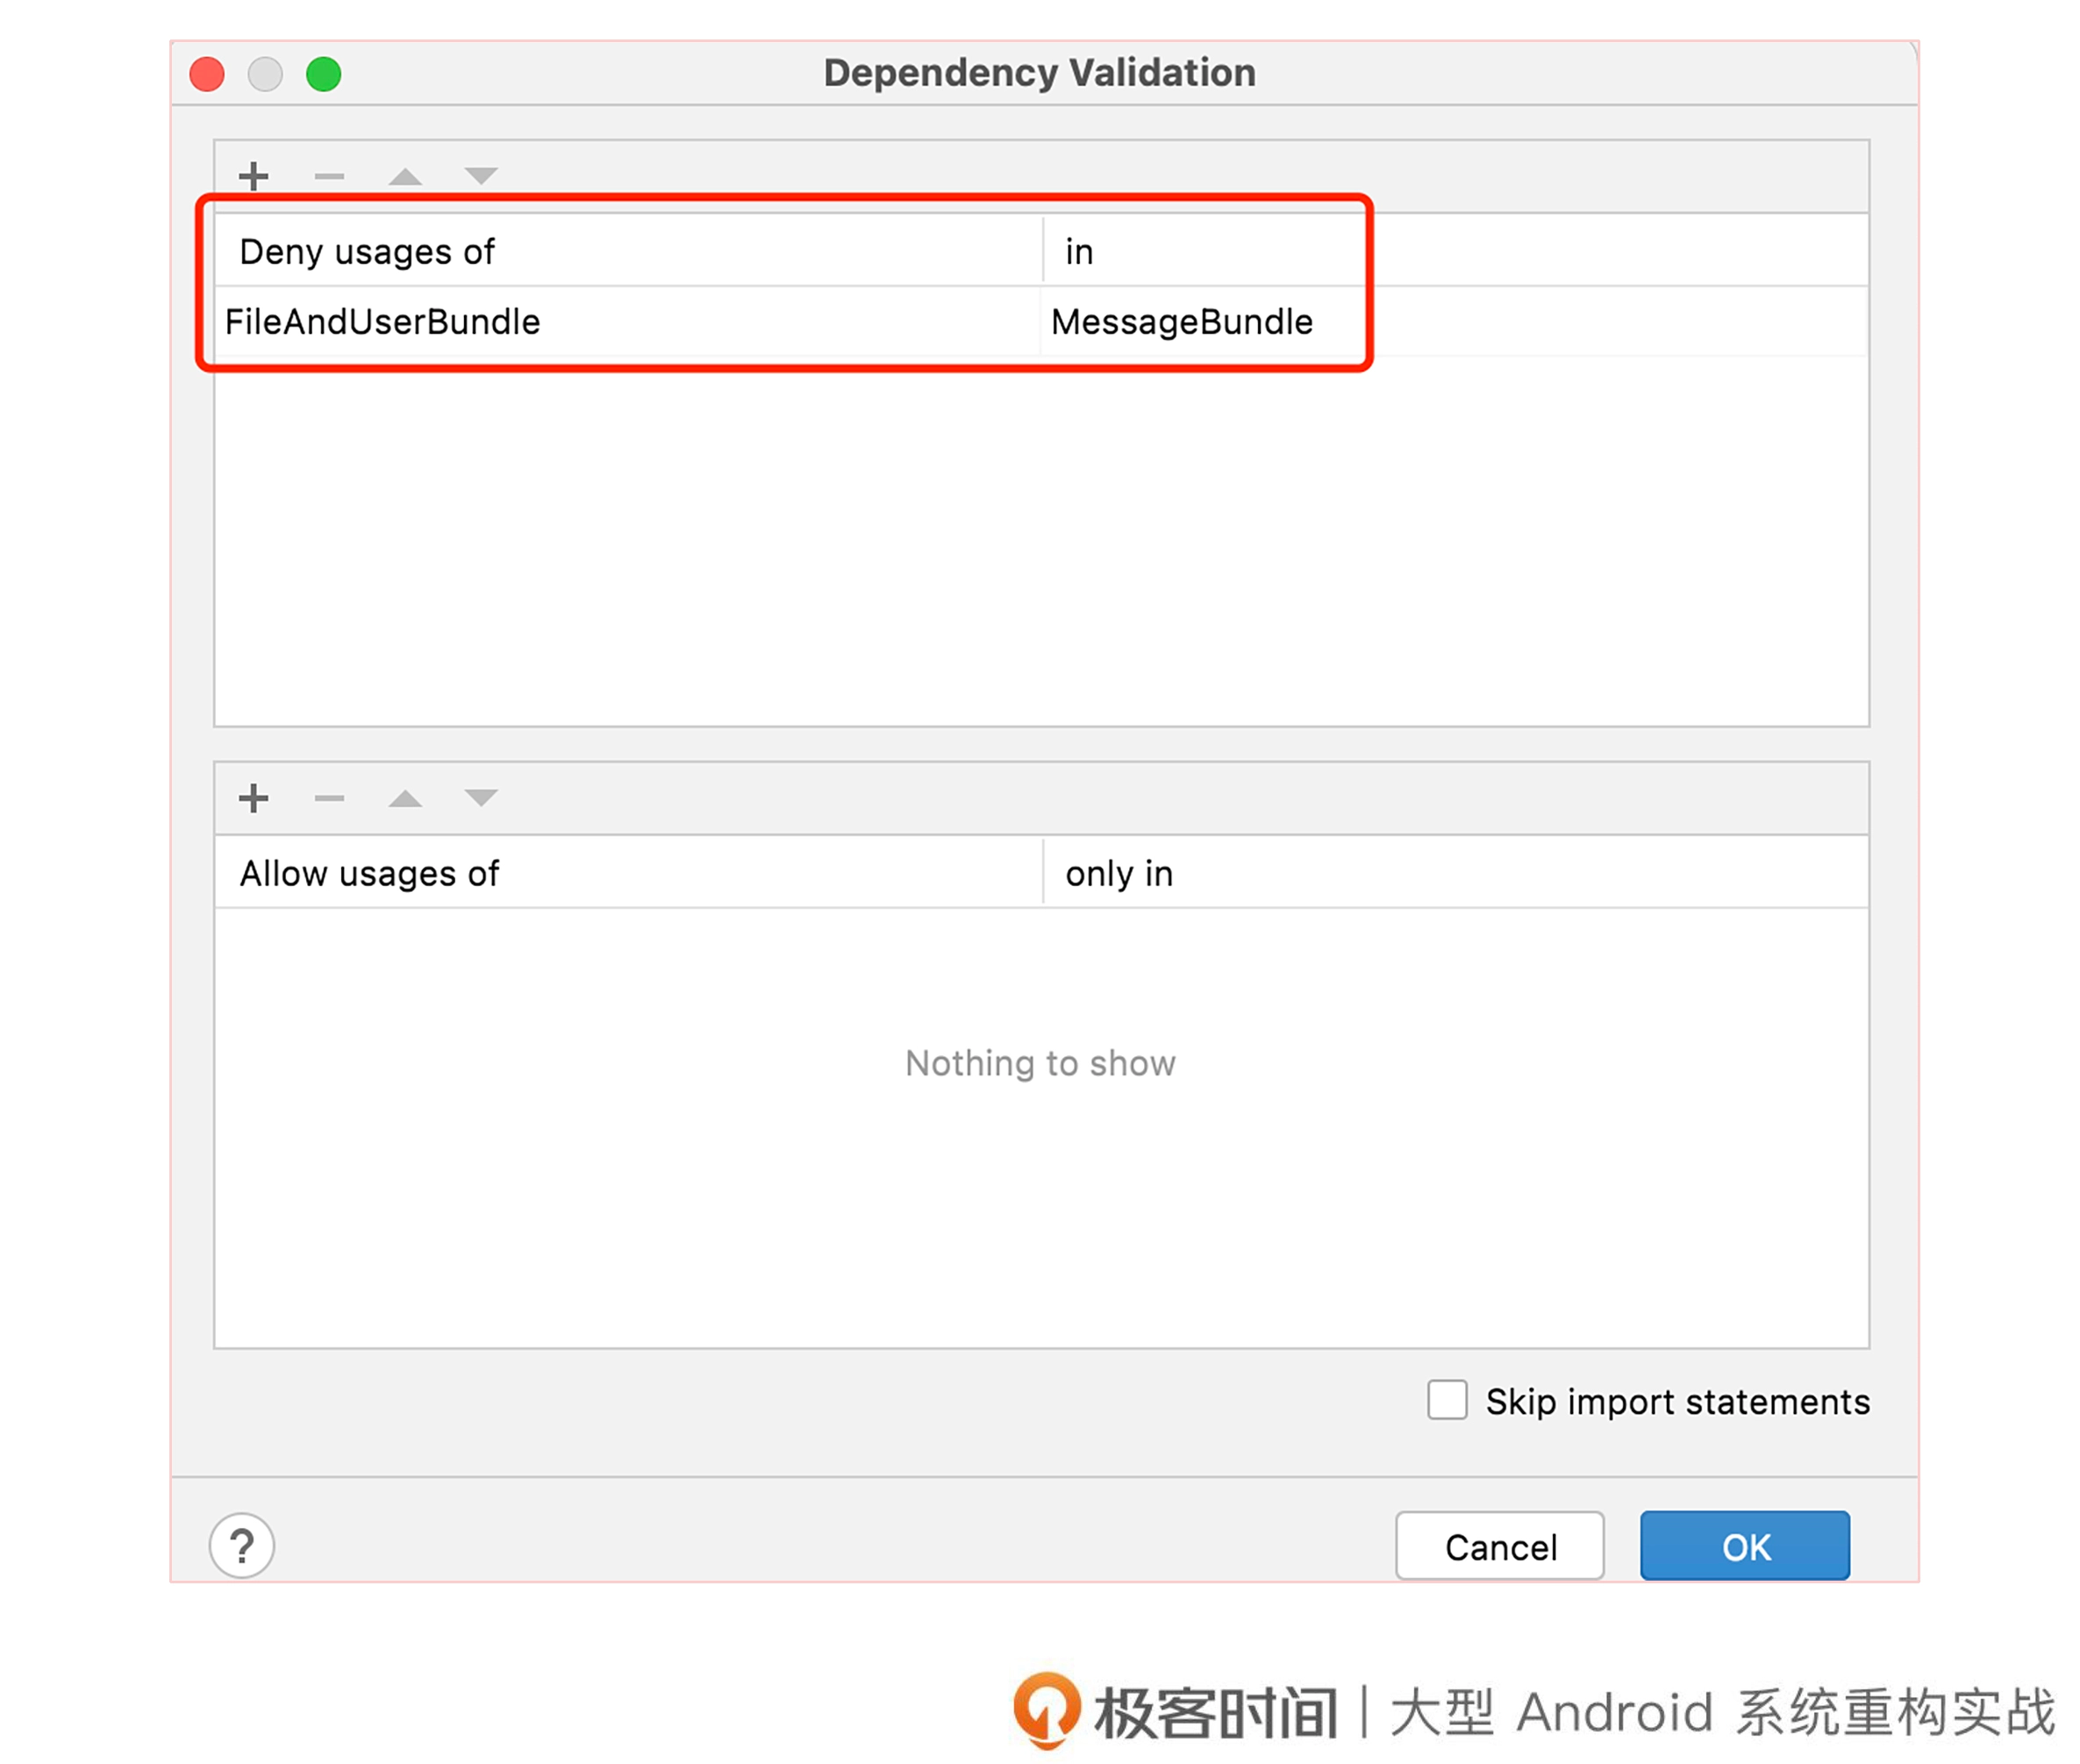 Dependency Validation
Deny usages of in
FileAndUserBundle MessageBundle
Allow usages of only in
Nothing to show
Skip import statements
? Cancel OK
极客时间 | 大型 Android 系统重构实战